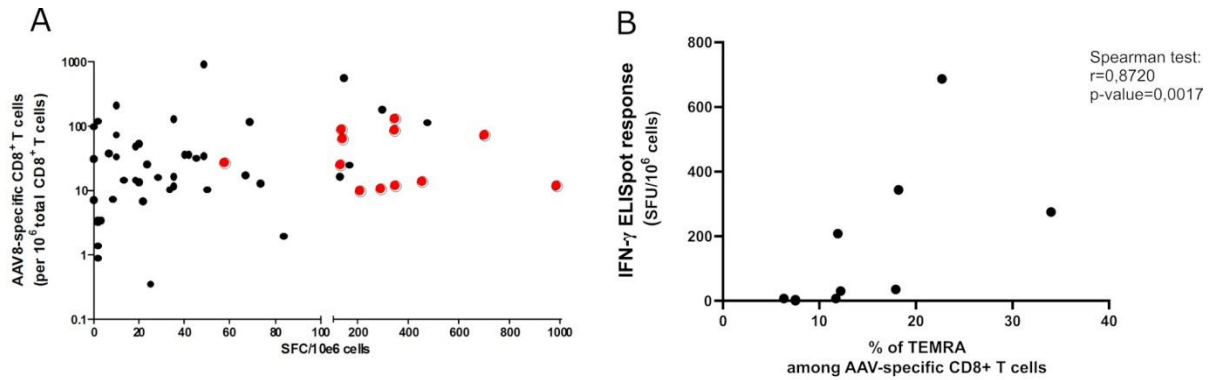 A
AAV8-specific CD8+ T cells
(per 10^6 total CD8+ T cells)
1000
100
10
1
0.1
0 20 40 60 80 100 200 400 600 800 1000
SFC/10e6 cells
B
IFN-γ ELISpot response
(SFU/10^6 cells)
800
600
400
200
0
0 10 20 30 40
% of TEMRA
among AAV-specific CD8+ T cells
Spearman test:
r=0,8720
p-value=0,0017